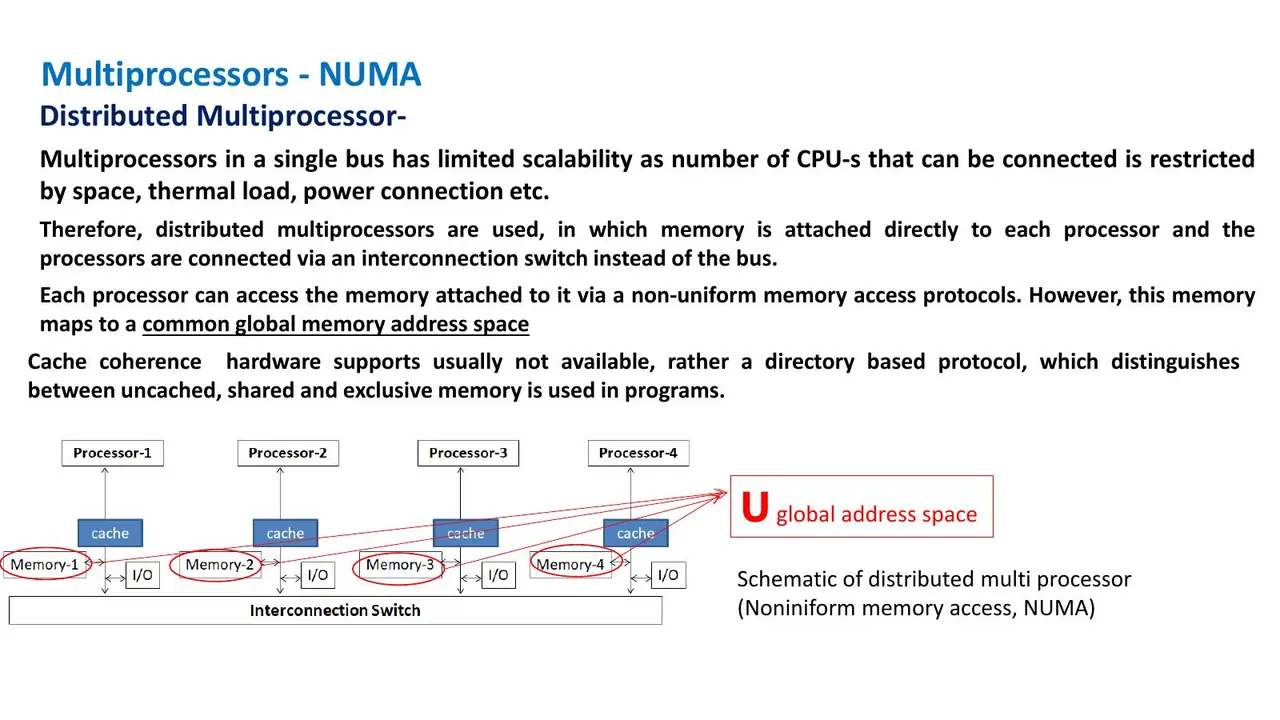 Multiprocessors - NUMA
Distributed Multiprocessor-
Multiprocessors in a single bus has limited scalability as number of CPU-s that can be connected is restricted
by space, thermal load, power connection etc.
Therefore, distributed multiprocessors are used, in which memory is attached directly to each processor and the
processors are connected via an interconnection switch instead of the bus.
Each processor can access the memory attached to it via a non-uniform memory access protocols. However, this memory
maps to a common global memory address space
Cache coherence hardware supports usually not available, rather a directory based protocol, which distinguishes
between uncached, shared and exclusive memory is used in programs.
Processor-1 Processor-2 Processor-3 Processor-4
cache cache cache cache
Memory-1 Memory-2 Memory-3 Memory-4
I/O I/O I/O I/O
Interconnection Switch
U global address space
Schematic of distributed multi processor
(Noniniform memory access, NUMA)